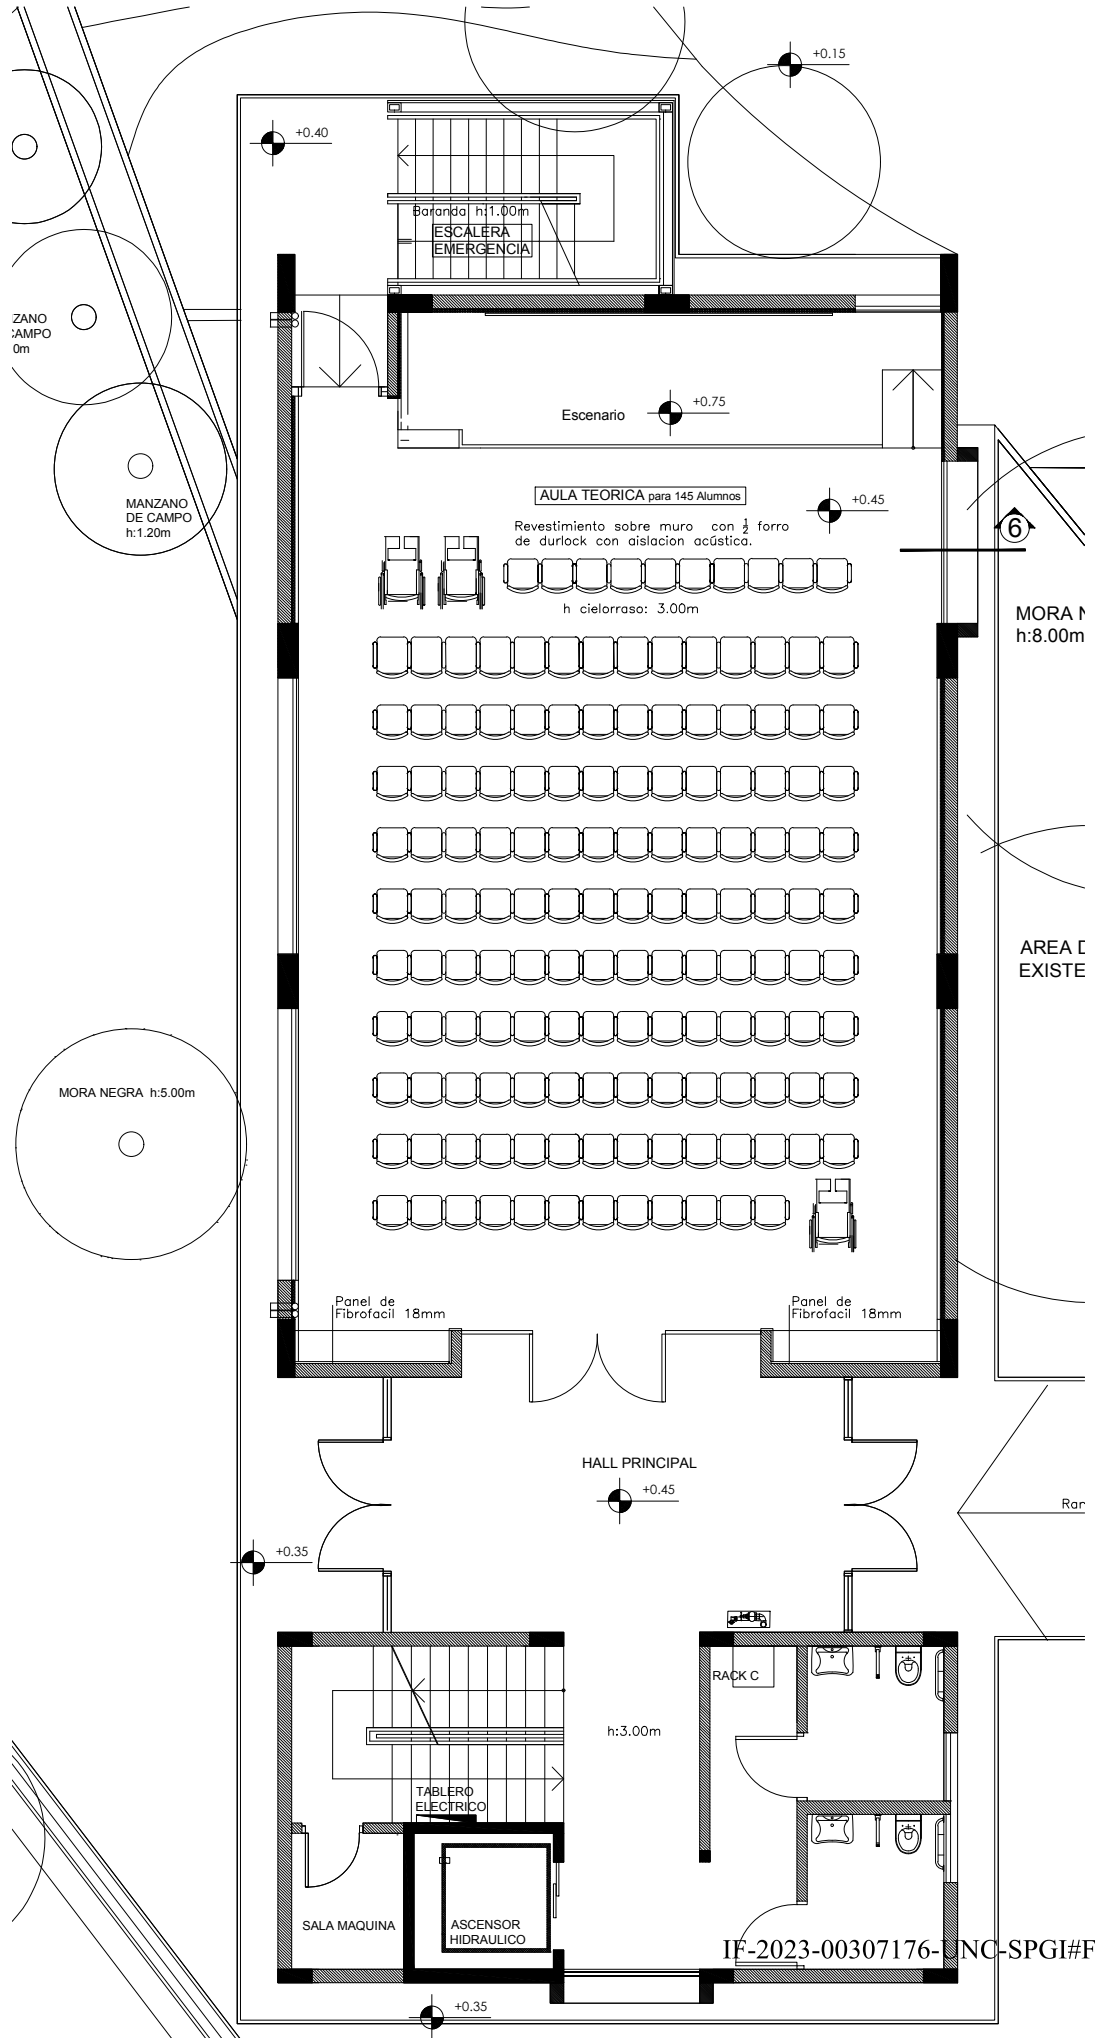 +0.15
+0.40
Baranda h:1.00m
ESCALERA
EMERGENCIA
ZANO
CAMPO
0m
Escenario
+0.75
MANZANO
DE CAMPO
h:1.20m
AULA TEORICA para 145 Alumnos
+0.45
Revestimiento sobre muro con 1/2 forro
de durlock con aislacion acústica.
6
h cielorraso: 3.00m
MORA N
h:8.00m
AREA D
EXISTE
MORA NEGRA h:5.00m
Panel de
Fibrofacil 18mm
Panel de
Fibrofacil 18mm
HALL PRINCIPAL
+0.45
Ran
+0.35
RACK C
h:3.00m
TABLERO
ELECTRICO
SALA MAQUINA
ASCENSOR
HIDRAULICO
IF-2023-00307176-UNC-SPGI#F
+0.35